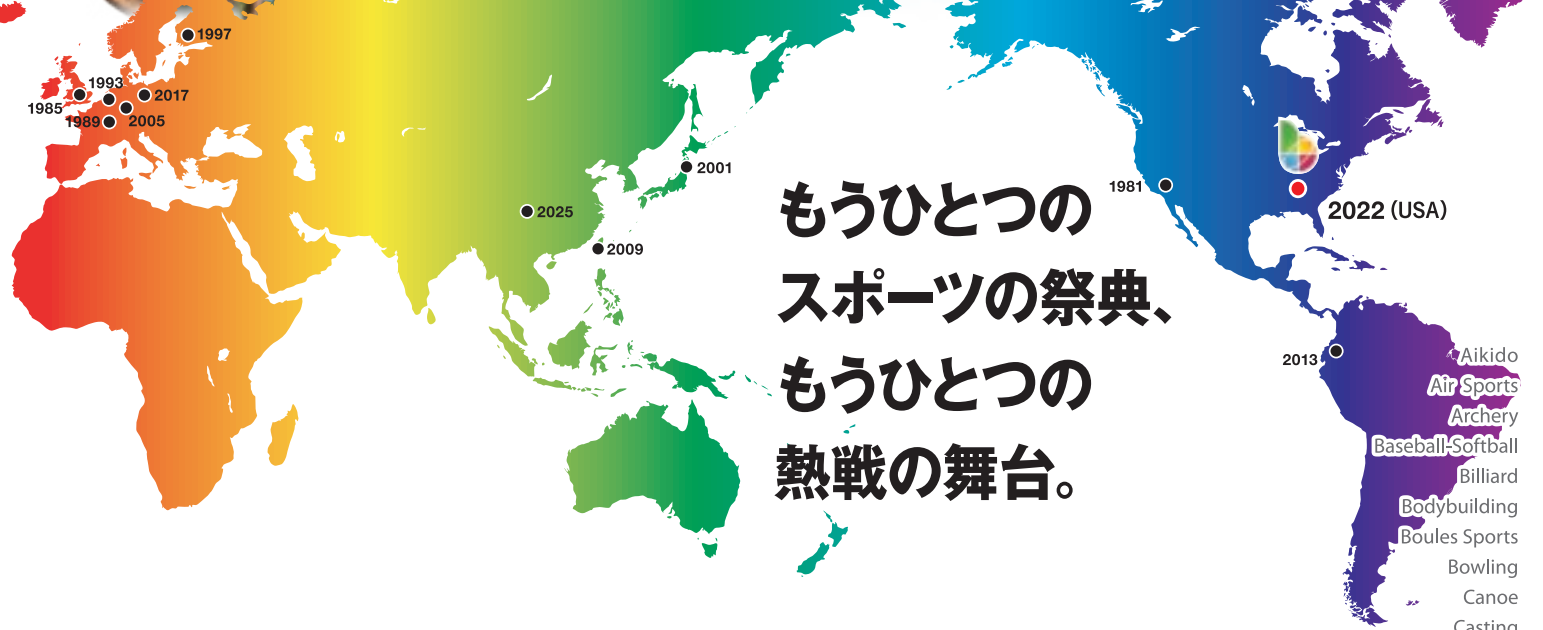 1997
1993
1985
2017
1989
2005
2001
2025
2009
1981
2022 (USA)
2013
もうひとつの
スポーツの祭典、
もうひとつの
熱戦の舞台。
Aikido
Air Sports
Archery
Baseball-Softball
Billiard
Bodybuilding
Boules Sports
Bowling
Canoe
Casting